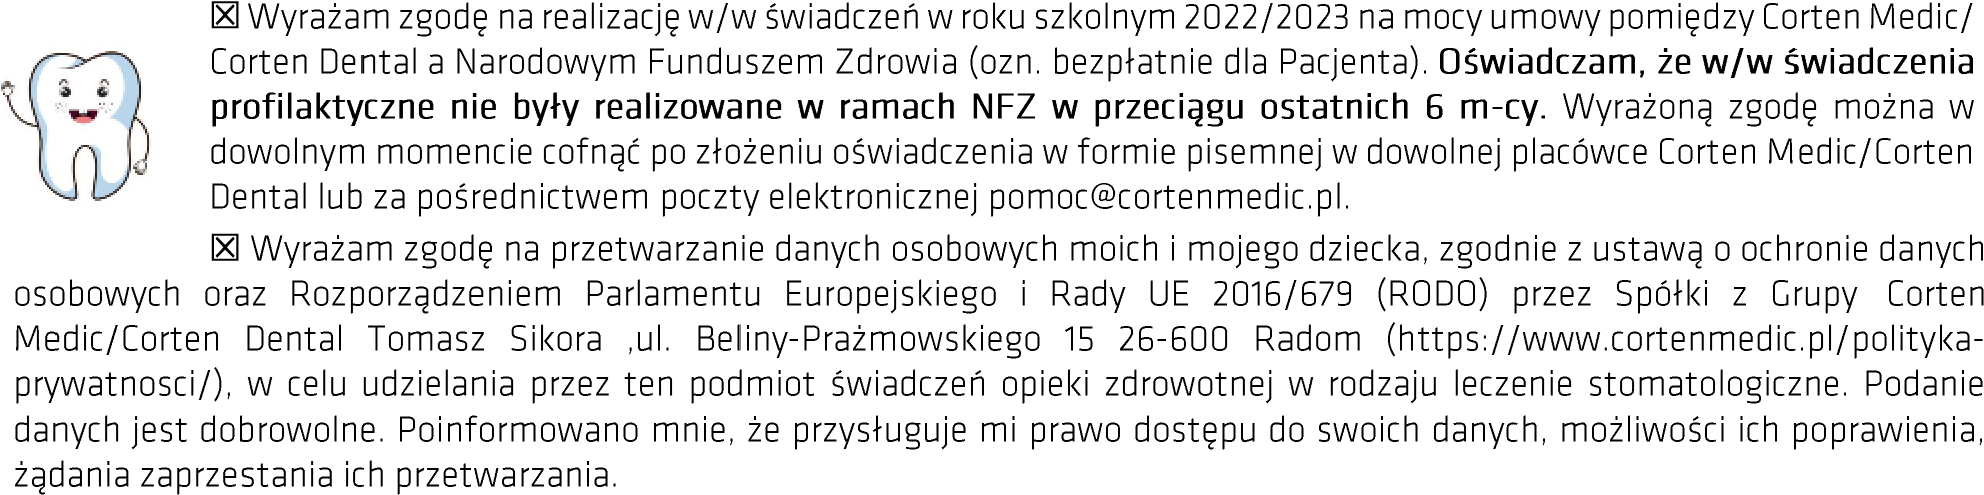 ☒ Wyrażam zgodę na realizację w/w świadczeń w roku szkolnym 2022/2023 na mocy umowy pomiędzy Corten Medic/
Corten Dental a Narodowym Funduszem Zdrowia (ozn. bezpłatnie dla Pacjenta). Oświadczam, że w/w świadczenia
profilaktyczne nie były realizowane w ramach NFZ w przeciągu ostatnich 6 m-cy. Wyrażoną zgodę można w
dowolnym momencie cofnąć po złożeniu oświadczenia w formie pisemnej w dowolnej placówce Corten Medic/Corten
Dental lub za pośrednictwem poczty elektronicznej pomoc@cortenmedic.pl.
☒ Wyrażam zgodę na przetwarzanie danych osobowych moich i mojego dziecka, zgodnie z ustawą o ochronie danych
osobowych oraz Rozporządzeniem Parlamentu Europejskiego i Rady UE 2016/679 (RODO) przez Spółki z Grupy Corten
Medic/Corten Dental Tomasz Sikora ,ul. Beliny-Prażmowskiego 15 26-600 Radom (https://www.cortenmedic.pl/polityka-
prywatnosci/), w celu udzielania przez ten podmiot świadczeń opieki zdrowotnej w rodzaju leczenie stomatologiczne. Podanie
danych jest dobrowolne. Poinformowano mnie, że przysługuje mi prawo dostępu do swoich danych, możliwości ich poprawienia,
żądania zaprzestania ich przetwarzania.